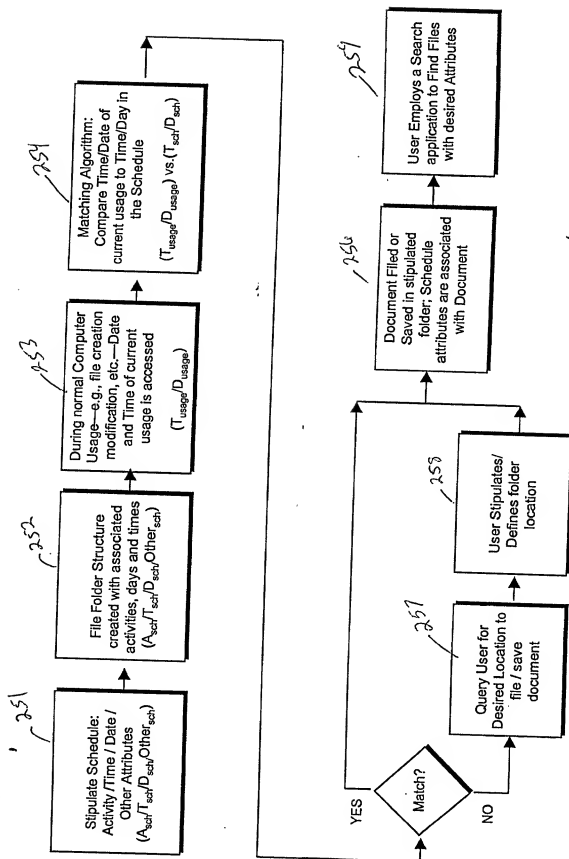 251
Stipulate Schedule:
Activity /Time / Date /
Other Attributes
(A_sch/T_sch/D_sch/Other_sch)
252
File Folder Structure
created with associated
activities, days and times
(A_sch/T_sch/D_sch/Other_sch)
253
During normal Computer
Usage—e.g., file creation
modification, etc.—Date
and Time of current
usage is accessed
(T_usage/D_usage)
254
Matching Algorithm:
Compare Time/Date of
current usage to Time/Day in
the Schedule
(T_usage/D_usage) vs.(T_sch/D_sch)
Match?
YES
NO
257
Query User for
Desired Location to
file / save
document
258
User Stipulates/
Defines folder
location
256
Document Filed or
Saved in stipulated
folder; Schedule
attributes are associated
with Document
259
User Employs a Search
application to Find Files
with desired Attributes